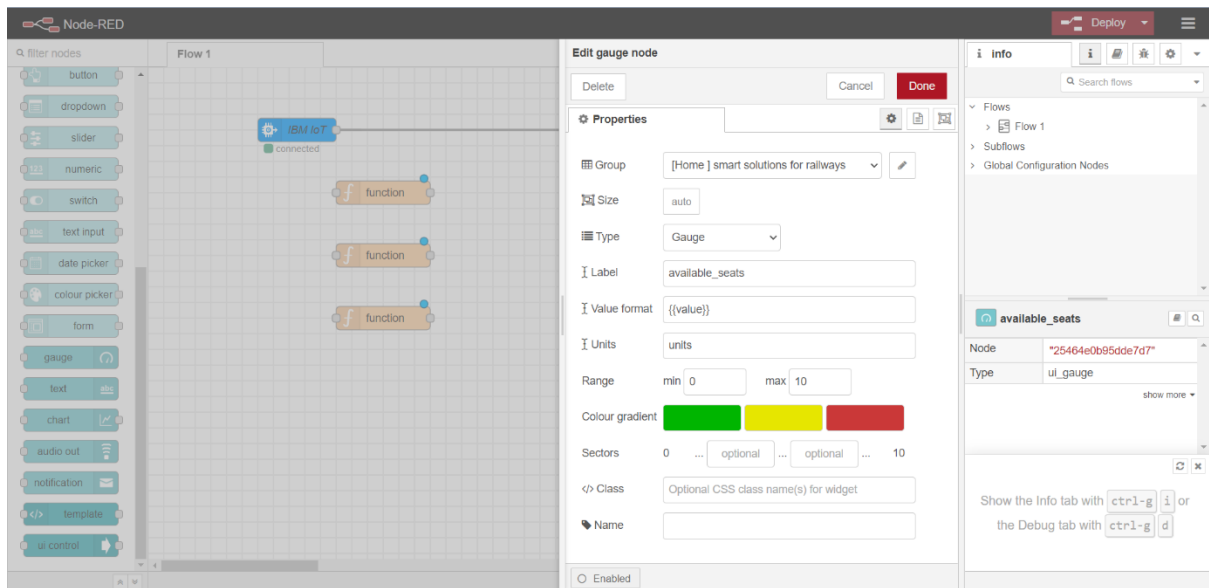 Node-RED
Deploy
filter nodes
button
dropdown
slider
numeric
switch
text input
date picker
colour picker
form
gauge
text
chart
audio out
notification
template
ui control
123
abc
abc
</>
Flow 1
IBM IoT
connected
f function
f function
f function
Edit gauge node
Delete
Cancel
Done
Properties
Group
[Home ] smart solutions for railways
Size
auto
Type
Gauge
Label
available_seats
Value format
{{value}}
Units
units
Range
min 0
max 10
Colour gradient
Sectors
0 ... optional ... optional ... 10
</> Class
Optional CSS class name(s) for widget
Name
Enabled
i info
i
Search flows
Flows
Flow 1
Subflows
Global Configuration Nodes
available_seats
Node "25464e0b95dde7d7"
Type ui_gauge
show more
Show the Info tab with ctrl-g i or
the Debug tab with ctrl-g d